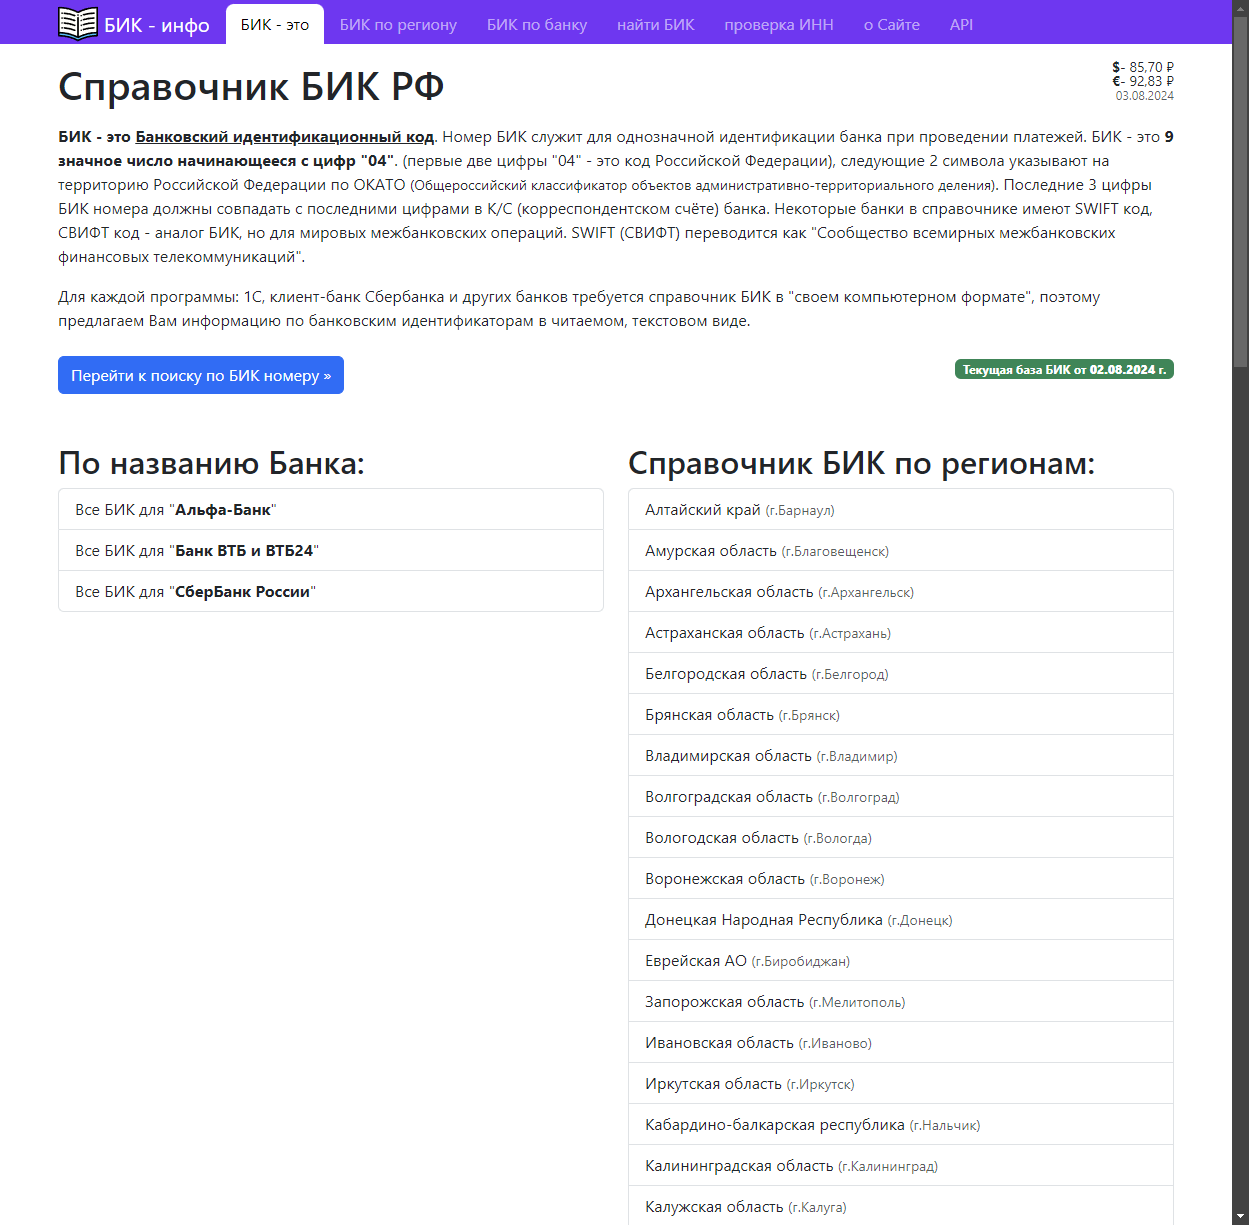 БИК - инфо
БИК - это
БИК по региону
БИК по банку
найти БИК
проверка ИНН
о Сайте
API
Справочник БИК РФ
$- 85,70 ₽
€- 92,83 ₽
03.08.2024
БИК - это Банковский идентификационный код. Номер БИК служит для однозначной идентификации банка при проведении платежей. БИК - это 9
значное число начинающееся с цифр "04". (первые две цифры "04" - это код Российской Федерации), следующие 2 символа указывают на
территорию Российской Федерации по ОКАТО (Общероссийский классификатор объектов административно-территориального деления). Последние 3 цифры
БИК номера должны совпадать с последними цифрами в К/С (корреспондентском счёте) банка. Некоторые банки в справочнике имеют SWIFT код,
СВИФТ код - аналог БИК, но для мировых межбанковских операций. SWIFT (СВИФТ) переводится как "Сообщество всемирных межбанковских
финансовых телекоммуникаций".
Для каждой программы: 1С, клиент-банк Сбербанка и других банков требуется справочник БИК в "своем компьютерном формате", поэтому
предлагаем Вам информацию по банковским идентификаторам в читаемом, текстовом виде.
Перейти к поиску по БИК номеру »
Текущая база БИК от 02.08.2024 г.
По названию Банка:
Все БИК для "Альфа-Банк"
Все БИК для "Банк ВТБ и ВТБ24"
Все БИК для "СберБанк России"
Справочник БИК по регионам:
Алтайский край (г.Барнаул)
Амурская область (г.Благовещенск)
Архангельская область (г.Архангельск)
Астраханская область (г.Астрахань)
Белгородская область (г.Белгород)
Брянская область (г.Брянск)
Владимирская область (г.Владимир)
Волгоградская область (г.Волгоград)
Вологодская область (г.Вологда)
Воронежская область (г.Воронеж)
Донецкая Народная Республика (г.Донецк)
Еврейская АО (г.Биробиджан)
Запорожская область (г.Мелитополь)
Ивановская область (г.Иваново)
Иркутская область (г.Иркутск)
Кабардино-балкарская республика (г.Нальчик)
Калининградская область (г.Калининград)
Калужская область (г.Калуга)